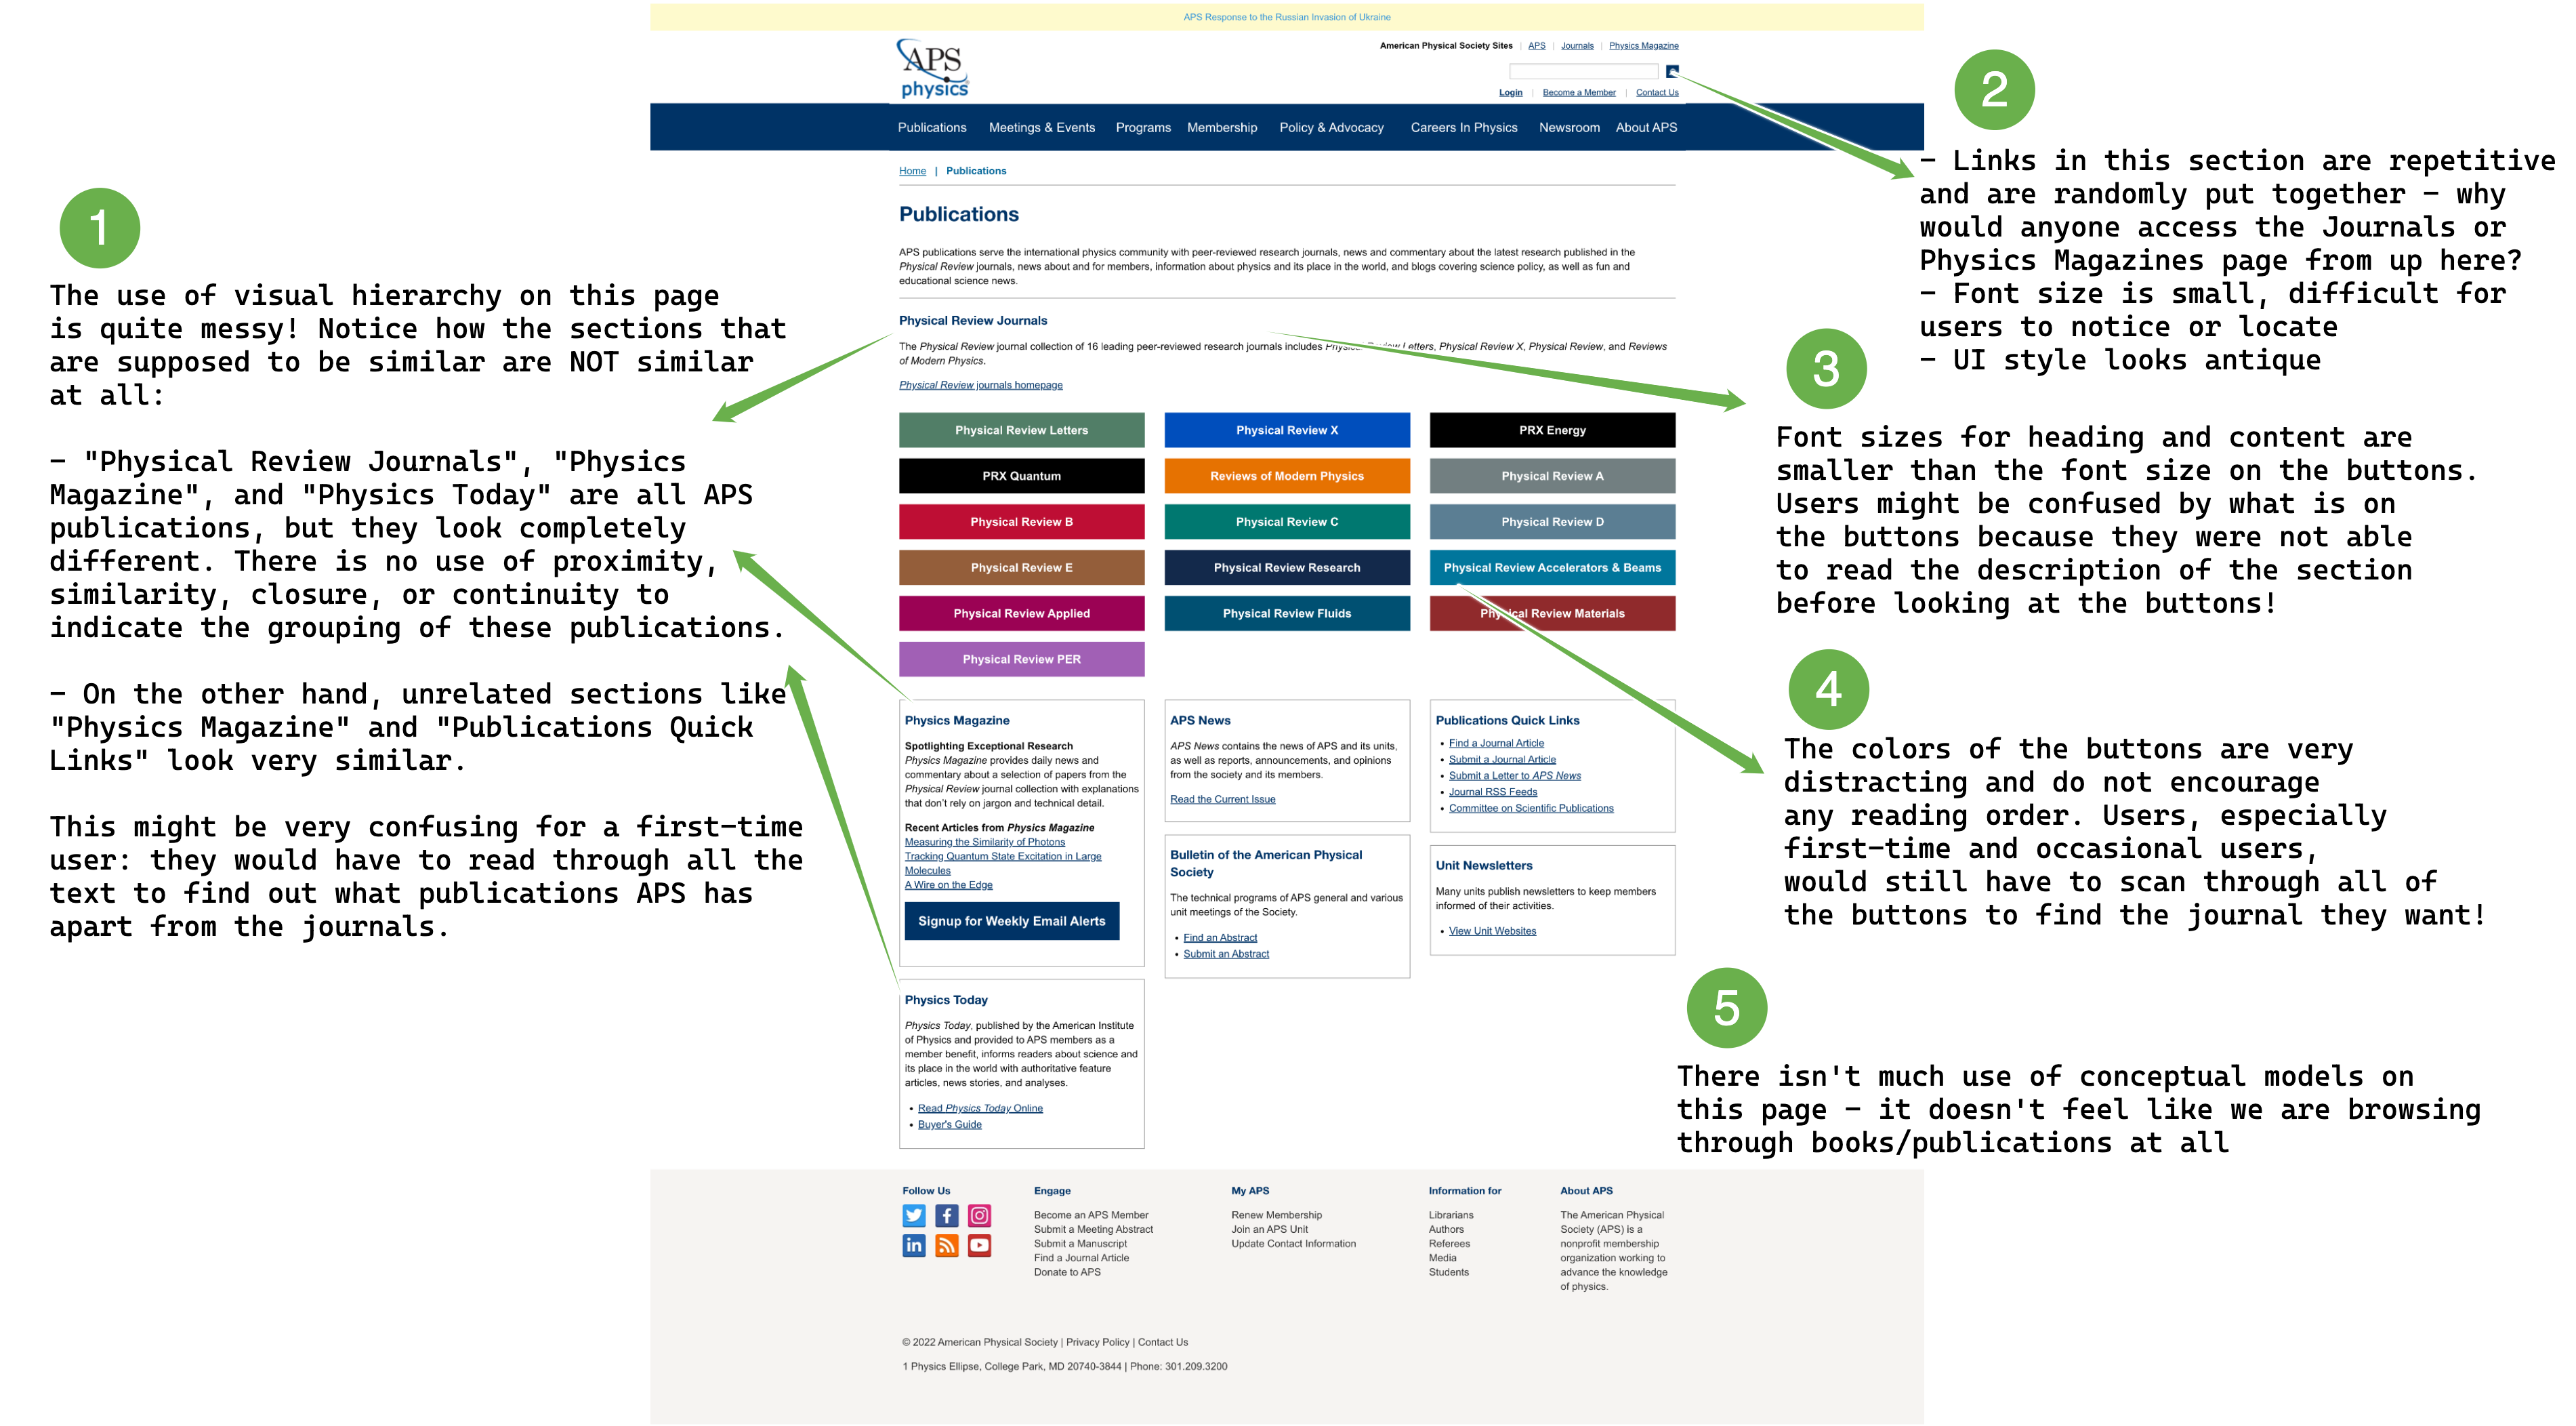 APS Response to the Russian Invasion of Ukraine
APS
physics
American Physical Society Sites | APS | Journals | Physics Magazine
Login | Become a Member | Contact Us
Publications Meetings & Events Programs Membership Policy & Advocacy Careers In Physics Newsroom About APS
Home | Publications
Publications
APS publications serve the international physics community with peer-reviewed research journals, news and commentary about the latest research published in the
Physical Review journals, news about and for members, information about physics and its place in the world, and blogs covering science policy, as well as fun and
educational science news.
Physical Review Journals
The Physical Review journal collection of 16 leading peer-reviewed research journals includes Physical Review Letters, Physical Review X, Physical Review, and Reviews
of Modern Physics.
Physical Review journals homepage
Physical Review Letters
Physical Review X
PRX Energy
PRX Quantum
Reviews of Modern Physics
Physical Review A
Physical Review B
Physical Review C
Physical Review D
Physical Review E
Physical Review Research
Physical Review Accelerators & Beams
Physical Review Applied
Physical Review Fluids
Physical Review Materials
Physical Review PER
Physics Magazine
Spotlighting Exceptional Research
Physics Magazine provides daily news and
commentary about a selection of papers from the
Physical Review journal collection with explanations
that don't rely on jargon and technical detail.
Recent Articles from Physics Magazine
Measuring the Similarity of Photons
Tracking Quantum State Excitation in Large
Molecules
A Wire on the Edge
Signup for Weekly Email Alerts
Physics Today
Physics Today, published by the American Institute
of Physics and provided to APS members as a
member benefit, informs readers about science and
its place in the world with authoritative feature
articles, news stories, and analyses.
• Read Physics Today Online
• Buyer's Guide
APS News
APS News contains the news of APS and its units,
as well as reports, announcements, and opinions
from the society and its members.
Read the Current Issue
Bulletin of the American Physical
Society
The technical programs of APS general and various
unit meetings of the Society.
• Find an Abstract
• Submit an Abstract
Publications Quick Links
• Find a Journal Article
• Submit a Journal Article
• Submit a Letter to APS News
• Journal RSS Feeds
• Committee on Scientific Publications
Unit Newsletters
Many units publish newsletters to keep members
informed of their activities.
• View Unit Websites
Follow Us
Engage
Become an APS Member
Submit a Meeting Abstract
Submit a Manuscript
Find a Journal Article
Donate to APS
My APS
Renew Membership
Join an APS Unit
Update Contact Information
Information for
Librarians
Authors
Referees
Media
Students
About APS
The American Physical
Society (APS) is a
nonprofit membership
organization working to
advance the knowledge
of physics.
© 2022 American Physical Society | Privacy Policy | Contact Us
1 Physics Ellipse, College Park, MD 20740-3844 | Phone: 301.209.3200
1
The use of visual hierarchy on this page
is quite messy! Notice how the sections that
are supposed to be similar are NOT similar
at all:
- "Physical Review Journals", "Physics
Magazine", and "Physics Today" are all APS
publications, but they look completely
different. There is no use of proximity,
similarity, closure, or continuity to
indicate the grouping of these publications.
- On the other hand, unrelated sections like
"Physics Magazine" and "Publications Quick
Links" look very similar.
This might be very confusing for a first-time
user: they would have to read through all the
text to find out what publications APS has
apart from the journals.
2
- Links in this section are repetitive
and are randomly put together - why
would anyone access the Journals or
Physics Magazines page from up here?
- Font size is small, difficult for
users to notice or locate
- UI style looks antique
3
Font sizes for heading and content are
smaller than the font size on the buttons.
Users might be confused by what is on
the buttons because they were not able
to read the description of the section
before looking at the buttons!
4
The colors of the buttons are very
distracting and do not encourage
any reading order. Users, especially
first-time and occasional users,
would still have to scan through all of
the buttons to find the journal they want!
5
There isn't much use of conceptual models on
this page - it doesn't feel like we are browsing
through books/publications at all